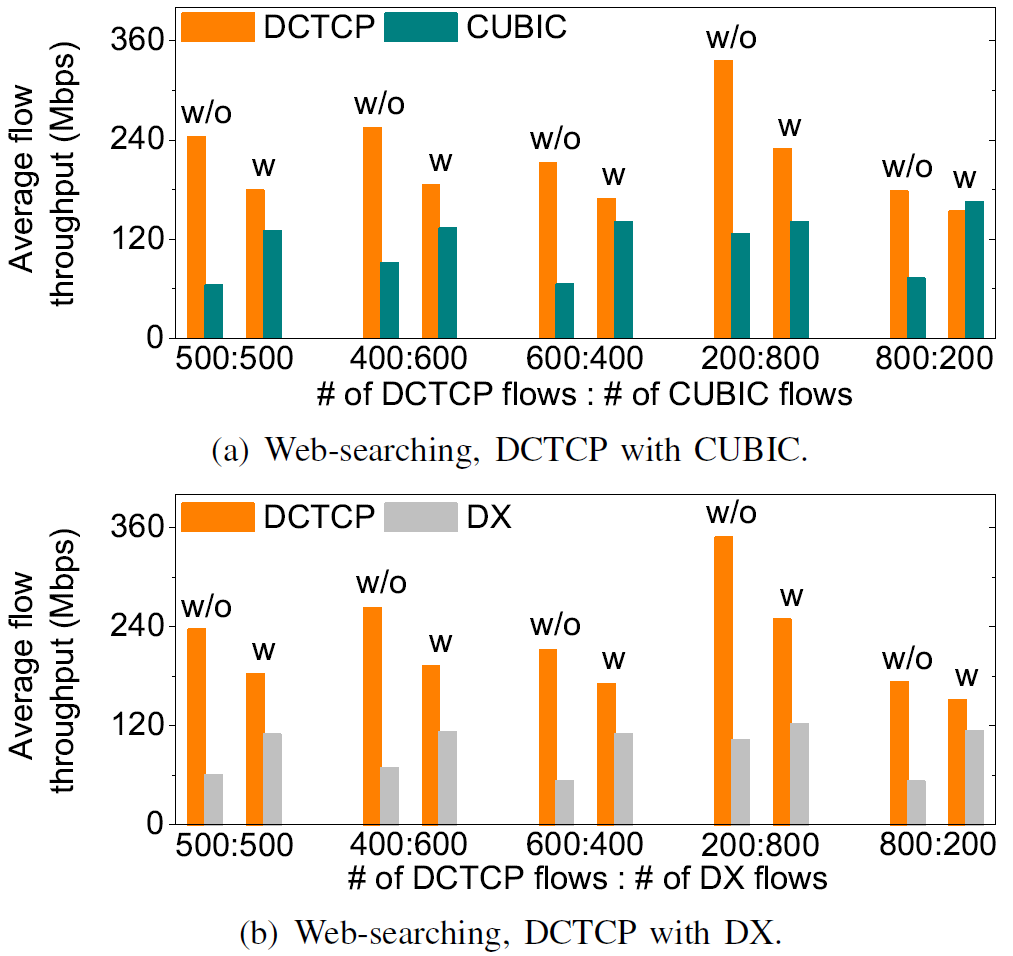 DCTCP CUBIC
Average flow
throughput (Mbps)
360
240
120
0
w/o w w/o w w/o w w/o w w/o w
500:500 400:600 600:400 200:800 800:200
# of DCTCP flows : # of CUBIC flows
(a) Web-searching, DCTCP with CUBIC.
DCTCP DX
Average flow
throughput (Mbps)
360
240
120
0
w/o w w/o w w/o w w/o w w/o w
500:500 400:600 600:400 200:800 800:200
# of DCTCP flows : # of DX flows
(b) Web-searching, DCTCP with DX.